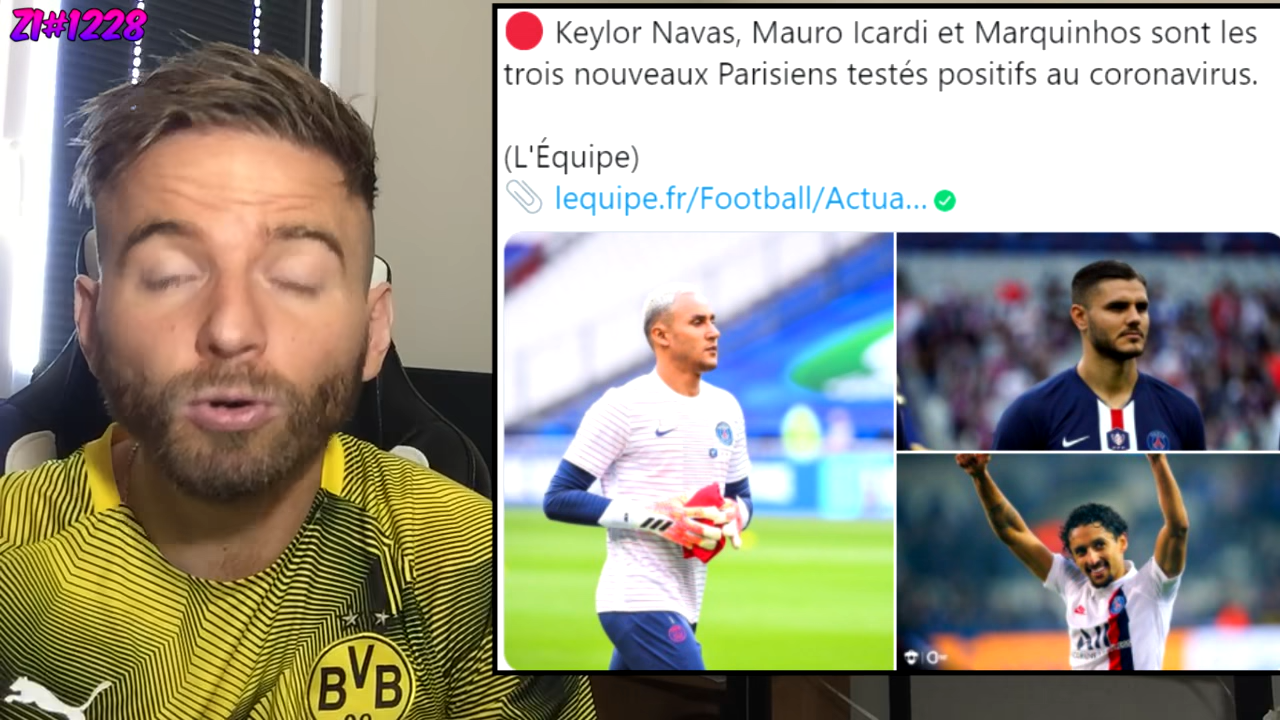 ZI#1228
Keylor Navas, Mauro Icardi et Marquinhos sont les
trois nouveaux Parisiens testés positifs au coronavirus.
(L'Équipe)
lequipe.fr/Football/Actua...
BVB
09